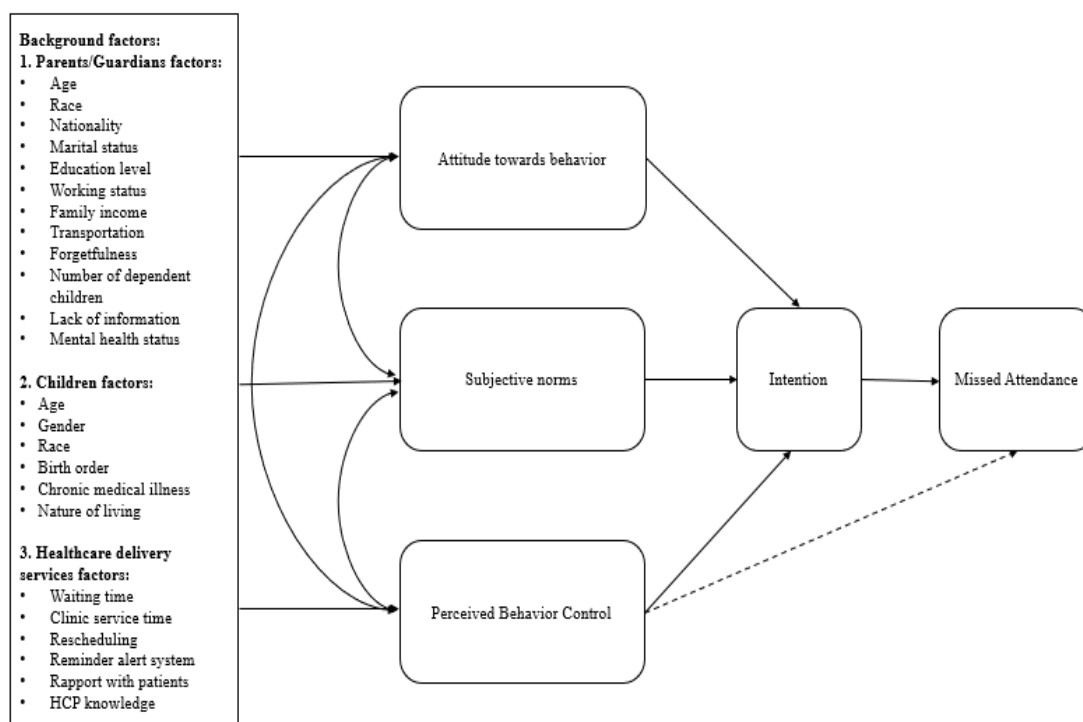 Background factors:
1. Parents/Guardians factors:
• Age
• Race
• Nationality
• Marital status
• Education level
• Working status
• Family income
• Transportation
• Forgetfulness
• Number of dependent
children
• Lack of information
• Mental health status
2. Children factors:
• Age
• Gender
• Race
• Birth order
• Chronic medical illness
• Nature of living
3. Healthcare delivery
services factors:
• Waiting time
• Clinic service time
• Rescheduling
• Reminder alert system
• Rapport with patients
• HCP knowledge
Attitude towards behavior
Subjective norms
Perceived Behavior Control
Intention
Missed Attendance